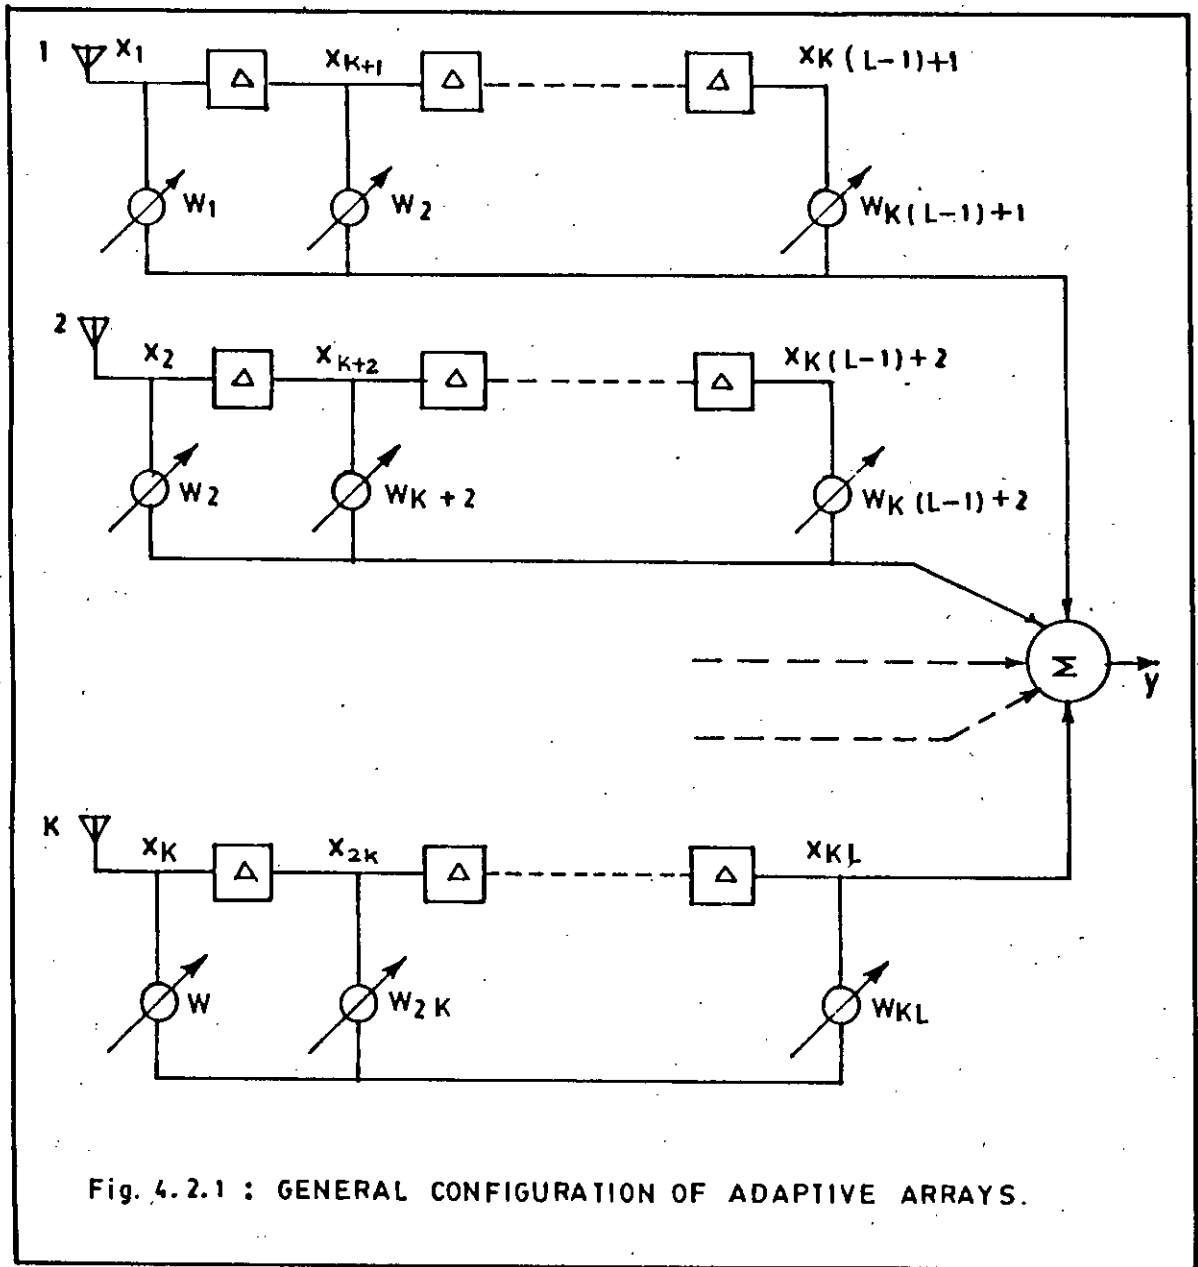 1 X1 Δ XK+1 Δ Δ XK(L-1)+1
W1 W2 WK(L-1)+1
2 X2 Δ XK+2 Δ Δ XK(L-1)+2
W2 WK+2 WK(L-1)+2
Σ y
K XK Δ X2K Δ Δ XKL
W W2K WKL
Fig. 4.2.1 : GENERAL CONFIGURATION OF ADAPTIVE ARRAYS.